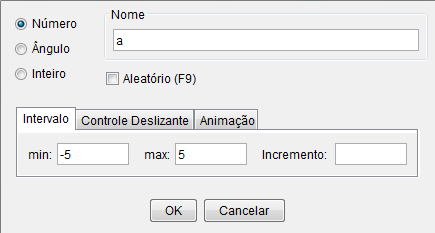 Número
Nome
a
Ângulo
Inteiro
Aleatório (F9)
Intervalo Controle Deslizante Animação
min: -5 max: 5 Incremento:
OK Cancelar